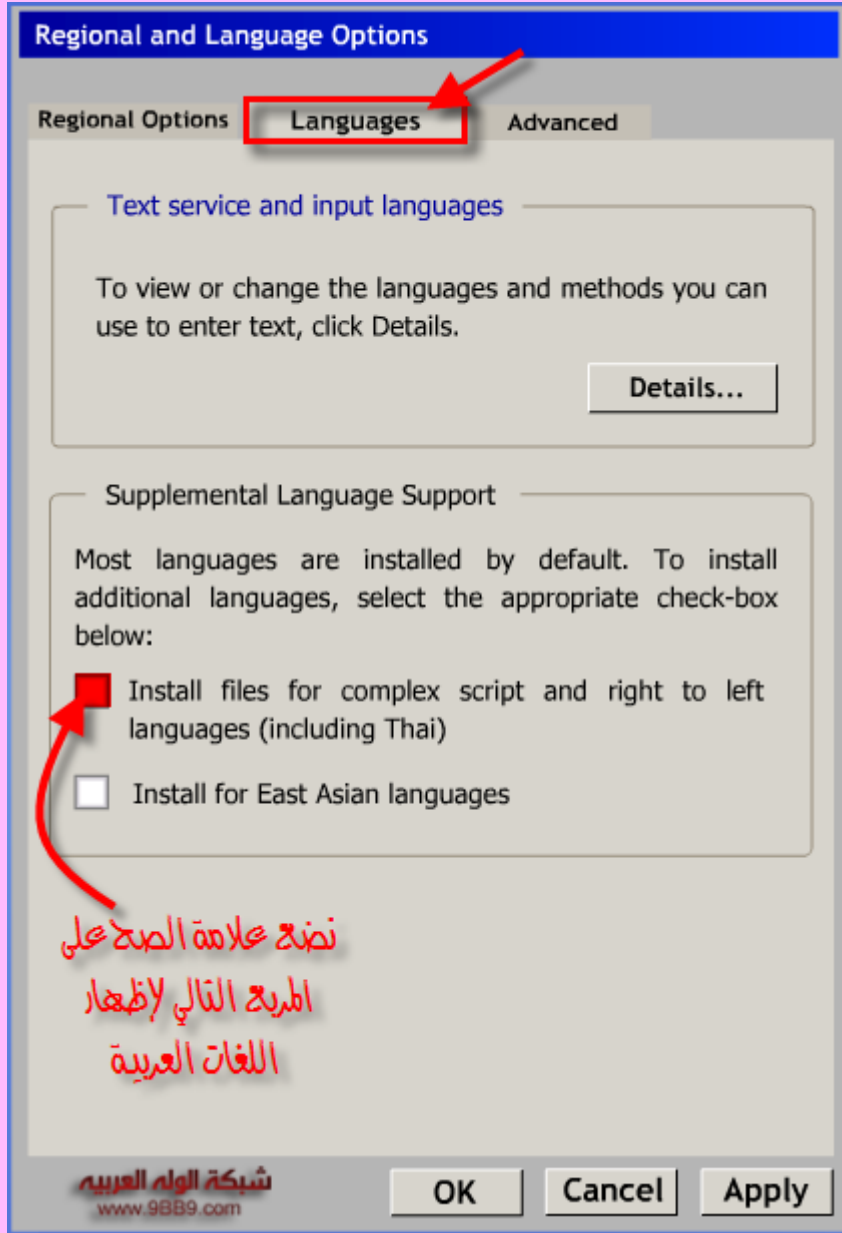 Regional and Language Options
Regional Options Languages Advanced
Text service and input languages
To view or change the languages and methods you can
use to enter text, click Details.
Details...
Supplemental Language Support
Most languages are installed by default. To install
additional languages, select the appropriate check-box
below:
Install files for complex script and right to left
languages (including Thai)
Install for East Asian languages
نضع علامة الصح على
المربع التالي لإظهار
اللغات العربية
شبكة الوله العربيه
www.9BB9.com
OK Cancel Apply